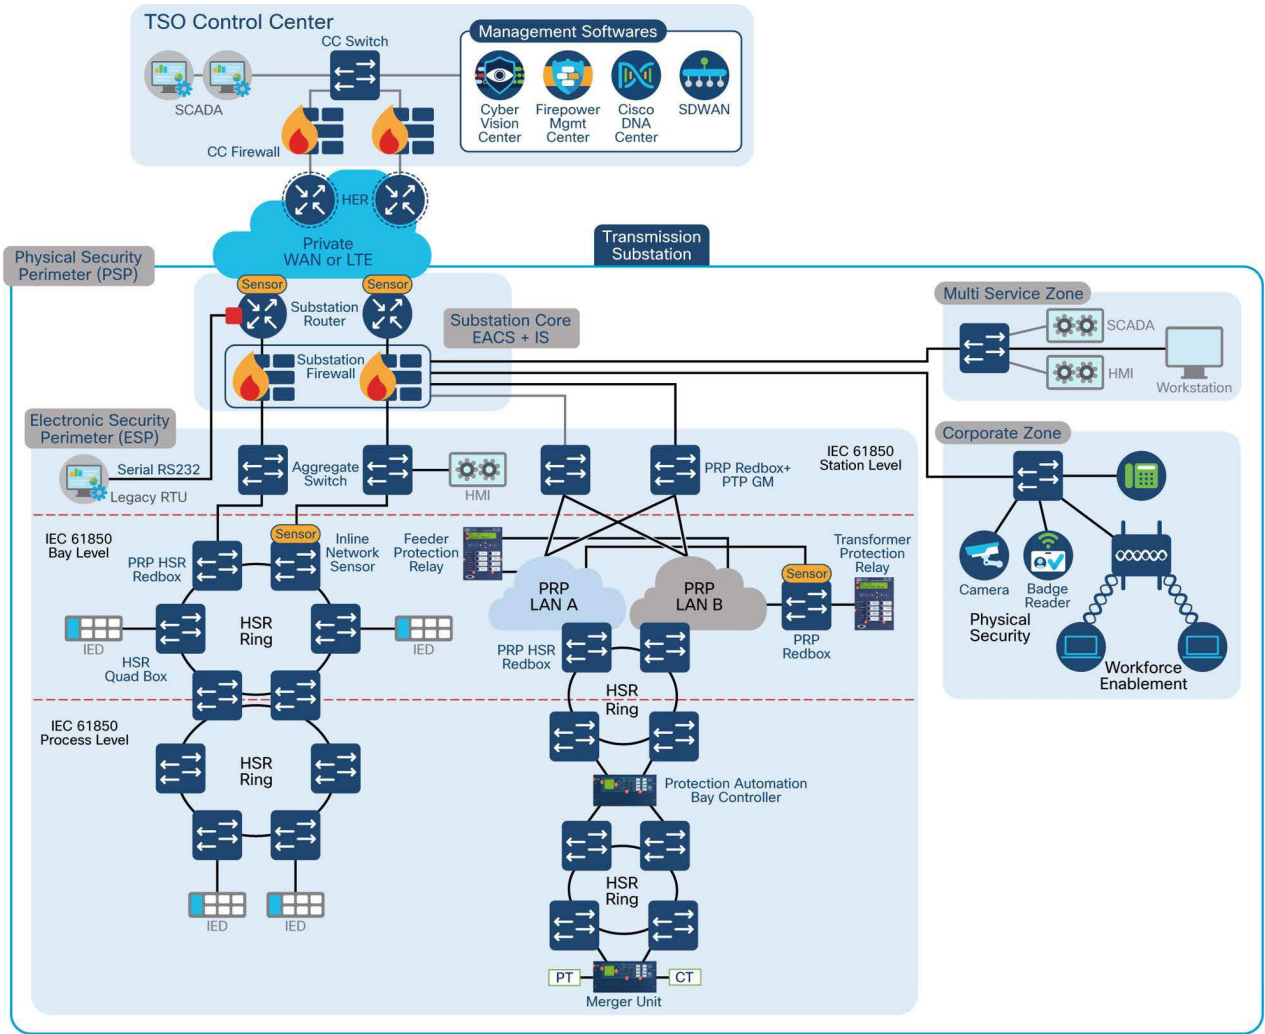 TSO Control Center
CC Switch
Management Softwares
SCADA
Cyber
Vision
Center
Firepower
Mgmt
Center
Cisco
DNA
Center
SDWAN
CC Firewall
HER
Private
WAN or LTE
Physical Security
Perimeter (PSP)
Transmission
Substation
Sensor
Sensor
Substation
Router
Substation Core
EACS + IS
Multi Service Zone
SCADA
HMI
Workstation
Substation
Firewall
Electronic Security
Perimeter (ESP)
Corporate Zone
Serial RS232
Legacy RTU
Aggregate
Switch
HMI
PRP Redbox+
PTP GM
IEC 61850
Station Level
IEC 61850
Bay Level
PRP HSR
Redbox
Sensor
Inline
Network
Sensor
Feeder
Protection
Relay
PRP
LAN A
PRP
LAN B
Sensor
Transformer
Protection
Relay
PRP
Redbox
Camera
Badge
Reader
Physical
Security
Workforce
Enablement
IED
HSR
Ring
IED
HSR
Quad Box
PRP HSR
Redbox
HSR
Ring
IEC 61850
Process Level
HSR
Ring
Protection Automation
Bay Controller
HSR
Ring
IED
IED
PT
CT
Merger Unit